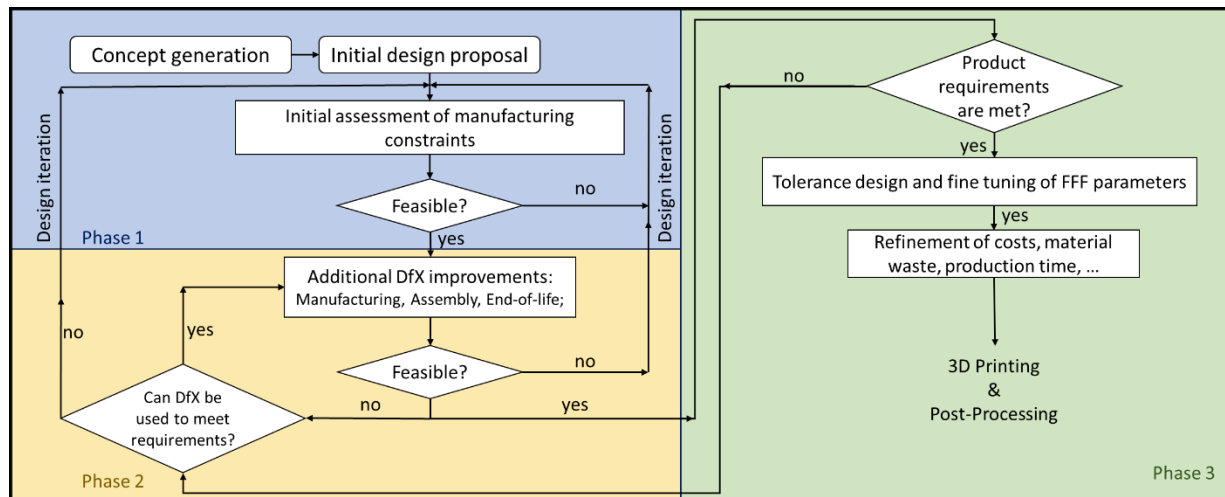 Concept generation
Initial design proposal
Initial assessment of manufacturing
constraints
Design iteration
Design iteration
Feasible?
no
yes
Phase 1
Additional DfX improvements:
Manufacturing, Assembly, End-of-life;
yes
no
Feasible?
no
Can DfX be
used to meet
requirements?
no
yes
Phase 2
Product
requirements
are met?
no
yes
Tolerance design and fine tuning of FFF parameters
yes
Refinement of costs, material
waste, production time, ...
3D Printing
&
Post-Processing
Phase 3